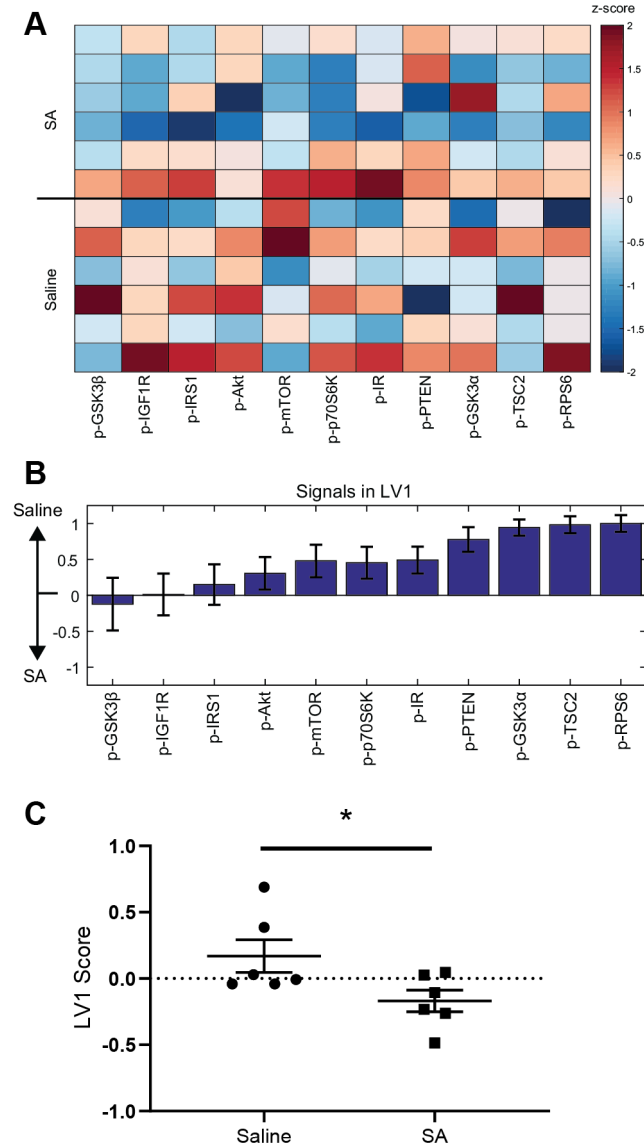 A
z-score
SA
Saline
2
1.5
1
0.5
0
-0.5
-1
-1.5
-2
p-GSK3β
p-IGF1R
p-IRS1
p-Akt
p-mTOR
p-p70S6K
p-IR
p-PTEN
p-GSK3α
p-TSC2
p-RPS6
B
Signals in LV1
Saline
SA
1
0.5
0
-0.5
-1
p-GSK3β
p-IGF1R
p-IRS1
p-Akt
p-mTOR
p-p70S6K
p-IR
p-PTEN
p-GSK3α
p-TSC2
p-RPS6
C
*
LV1 Score
1.0
0.5
0.0
-0.5
-1.0
Saline
SA